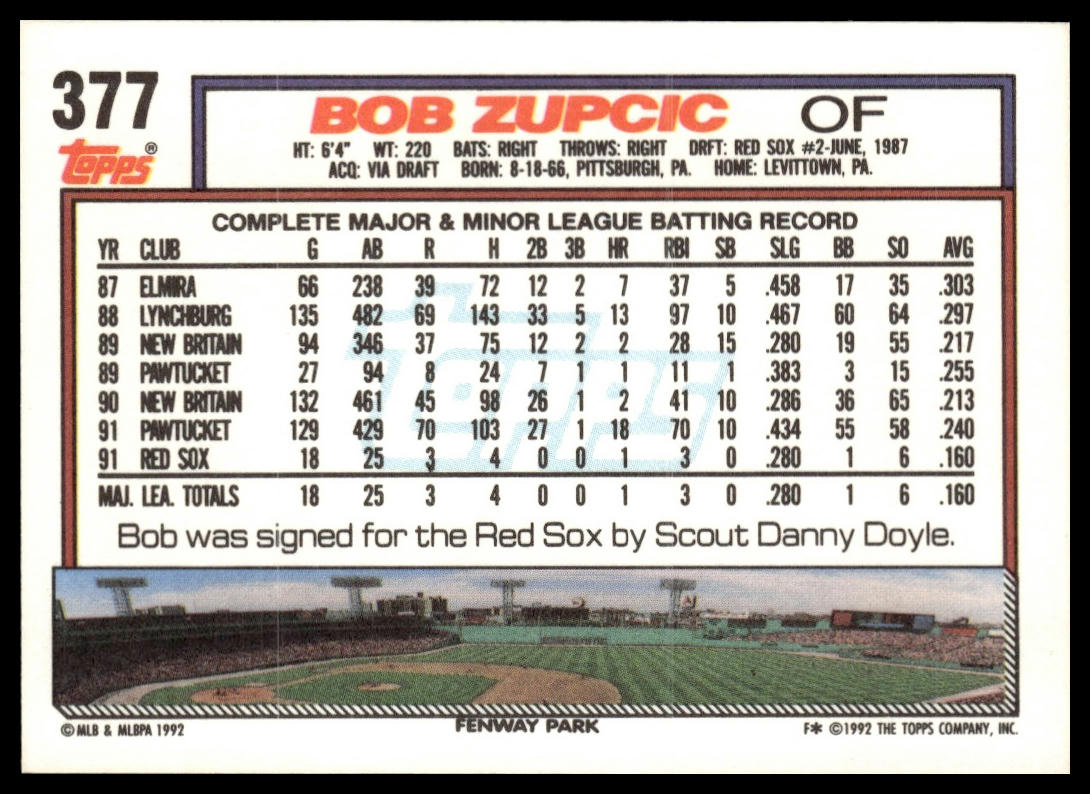 377
Topps®
BOB ZUPCIC OF
HT: 6'4" WT: 220 BATS: RIGHT THROWS: RIGHT DRFT: RED SOX #2-JUNE, 1987
ACQ: VIA DRAFT BORN: 8-18-66, PITTSBURGH, PA. HOME: LEVITTOWN, PA.
COMPLETE MAJOR & MINOR LEAGUE BATTING RECORD
YR CLUB G AB R H 2B 3B HR RBI SB SLG BB SO AVG
87 ELMIRA 66 238 39 72 12 2 7 37 5 .458 17 35 .303
88 LYNCHBURG 135 482 69 143 33 5 13 97 10 .467 60 64 .297
89 NEW BRITAIN 94 346 37 75 12 2 2 28 15 .280 19 55 .217
89 PAWTUCKET 27 94 8 24 7 1 1 11 1 .383 3 15 .255
90 NEW BRITAIN 132 461 45 98 26 1 2 41 10 .286 36 65 .213
91 PAWTUCKET 129 429 70 103 27 1 18 70 10 .434 55 58 .240
91 RED SOX 18 25 3 4 0 0 1 3 0 .280 1 6 .160
MAJ. LEA. TOTALS 18 25 3 4 0 0 1 3 0 .280 1 6 .160
Topps
Bob was signed for the Red Sox by Scout Danny Doyle.
© MLB & MLBPA 1992 FENWAY PARK F* © 1992 THE TOPPS COMPANY, INC.